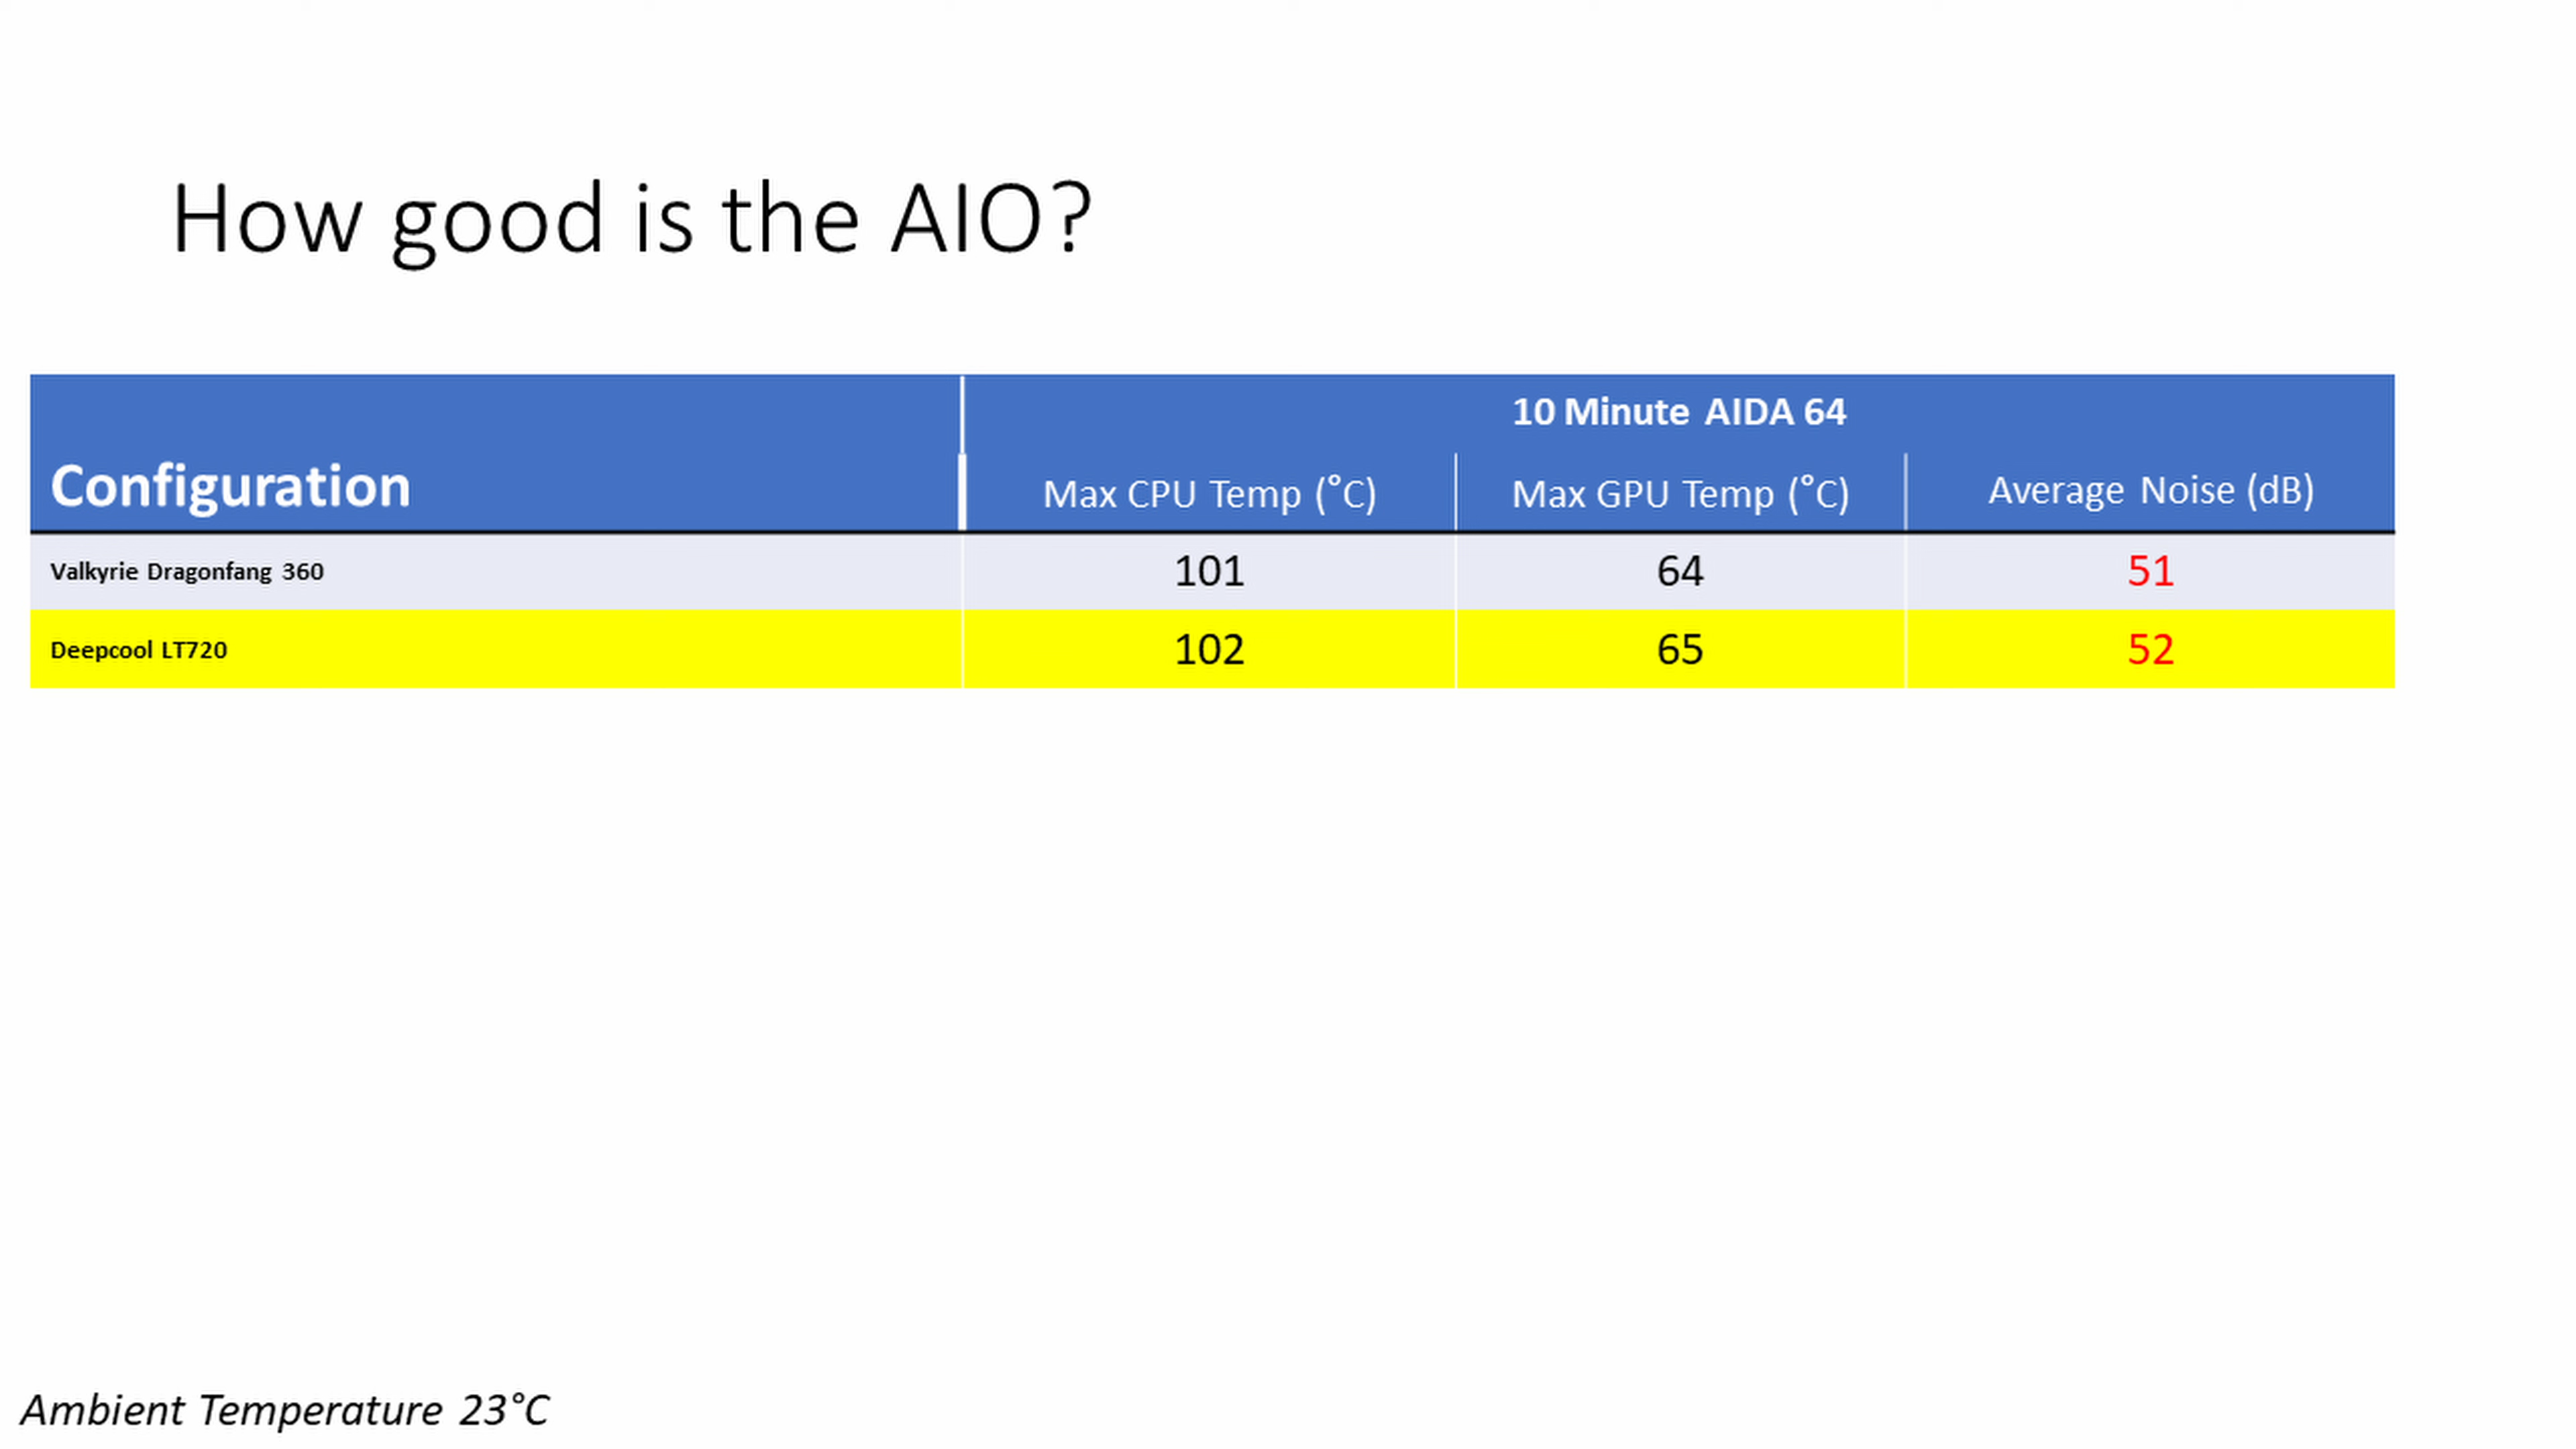 How good is the AIO?
10 Minute AIDA 64
Configuration Max CPU Temp (°C) Max GPU Temp (°C) Average Noise (dB)
Valkyrie Dragonfang 360 101 64 51
Deepcool LT720 102 65 52
Ambient Temperature 23°C